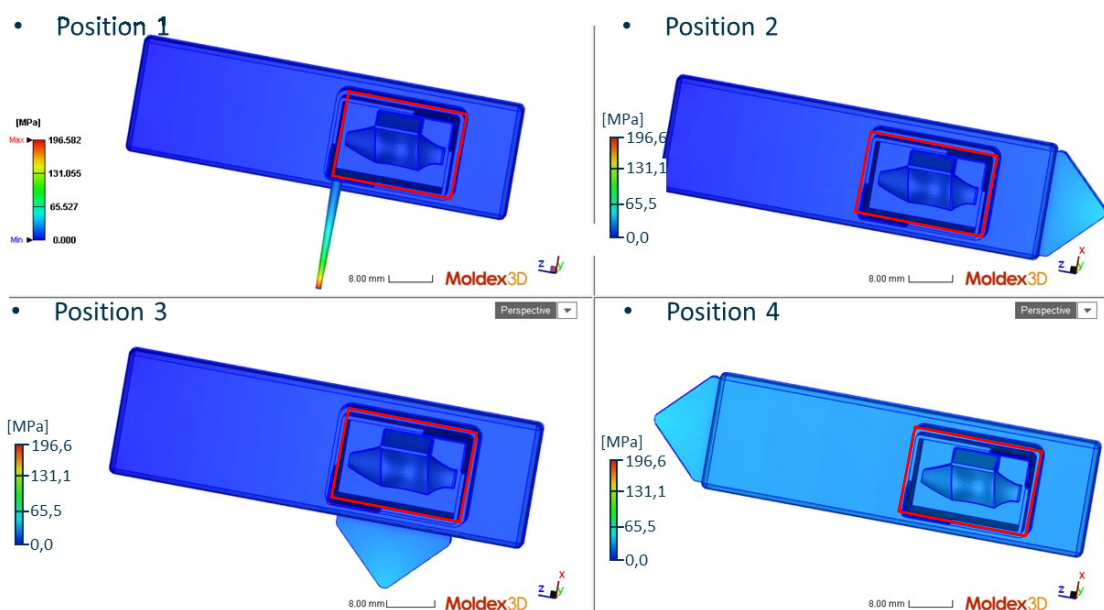 • Position 1
[MPa]
Max 196.582
131.055
65.527
Min 0.000
8.00 mm
Moldex3D
z y
• Position 2
[MPa]
196,6
131,1
65,5
0,0
8.00 mm
Moldex3D
x
z y
• Position 3
Perspective
[MPa]
196,6
131,1
65,5
0,0
8.00 mm
Moldex3D
x
z y
• Position 4
Perspective
[MPa]
196,6
131,1
65,5
0,0
8.00 mm
Moldex3D
x
z y